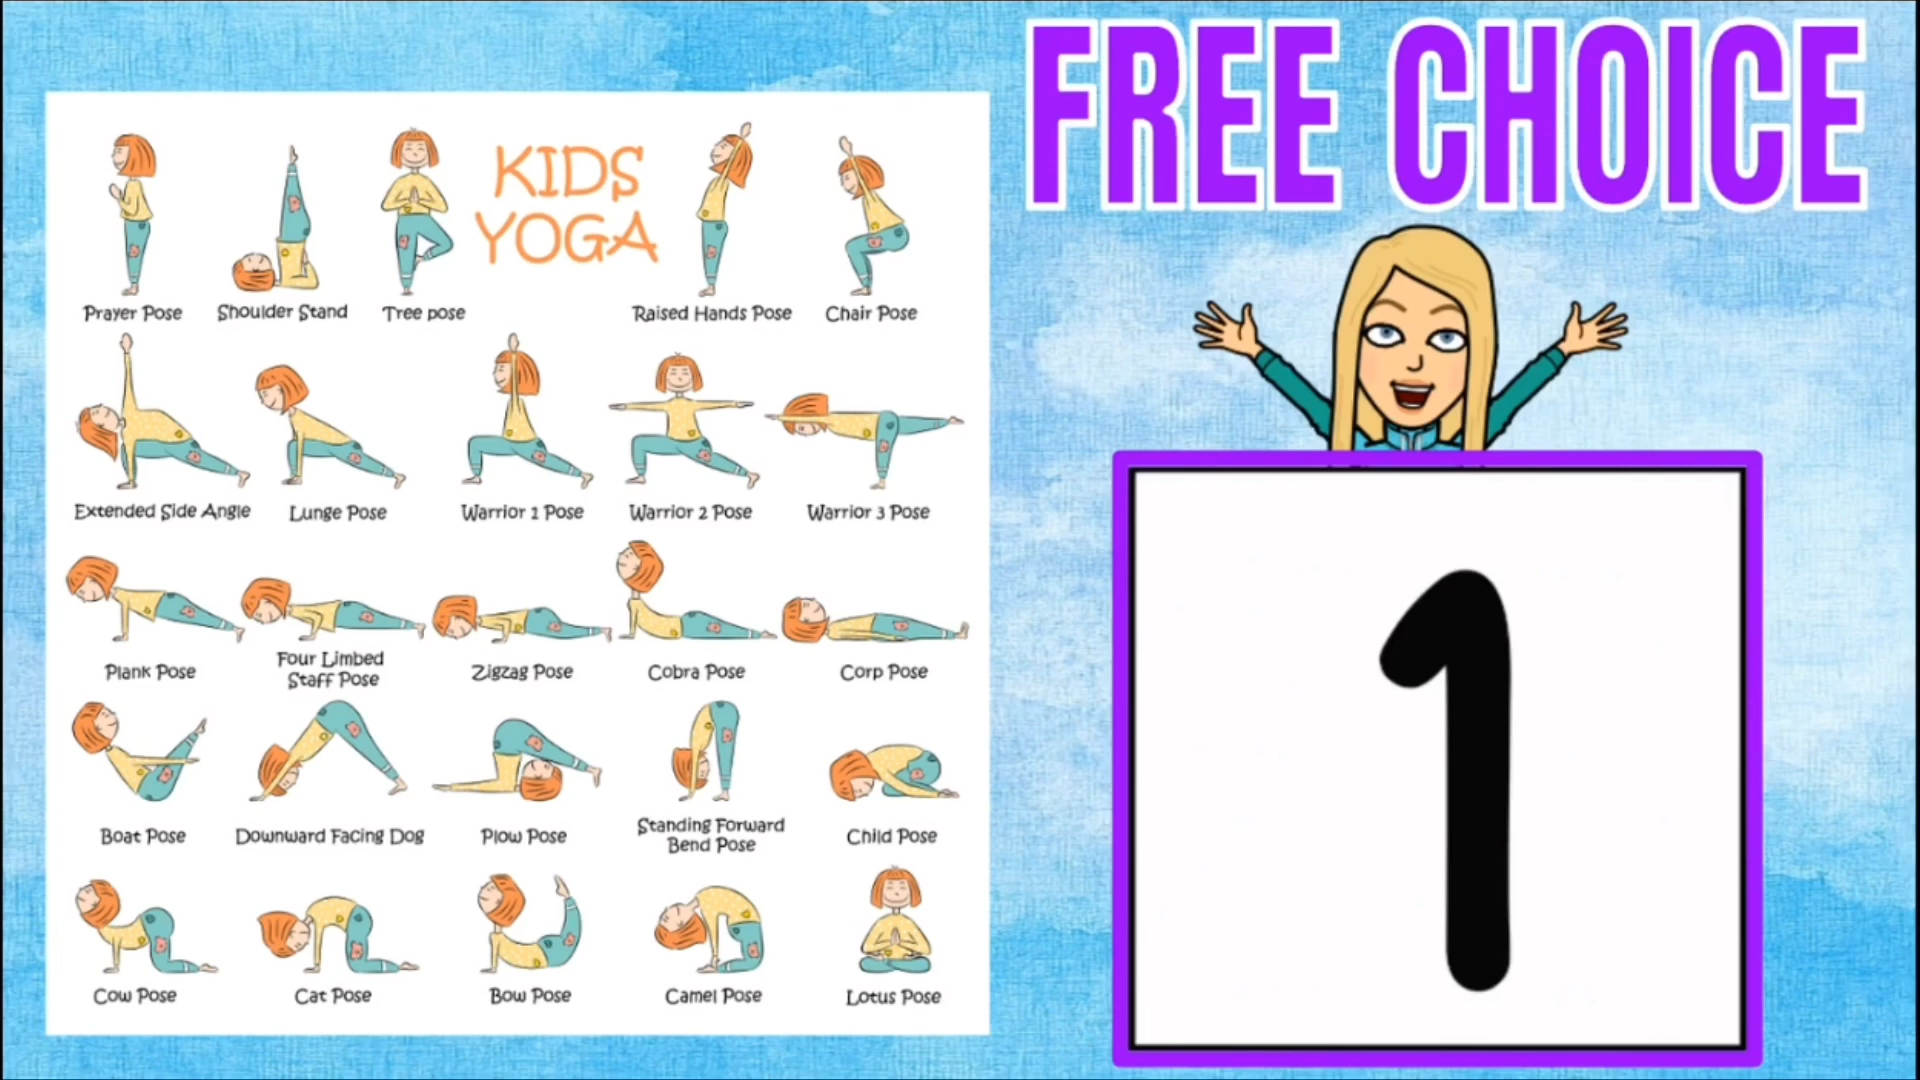 FREE CHOICE
KIDS
YOGA
Prayer Pose
Shoulder Stand
Tree pose
Raised Hands Pose
Chair Pose
Extended Side Angle
Lunge Pose
Warrior 1 Pose
Warrior 2 Pose
Warrior 3 Pose
Plank Pose
Four Limbed
Staff Pose
Zigzag Pose
Cobra Pose
Corp Pose
Boat Pose
Downward Facing Dog
Plow Pose
Standing Forward
Bend Pose
Child Pose
Cow Pose
Cat Pose
Bow Pose
Camel Pose
Lotus Pose
1